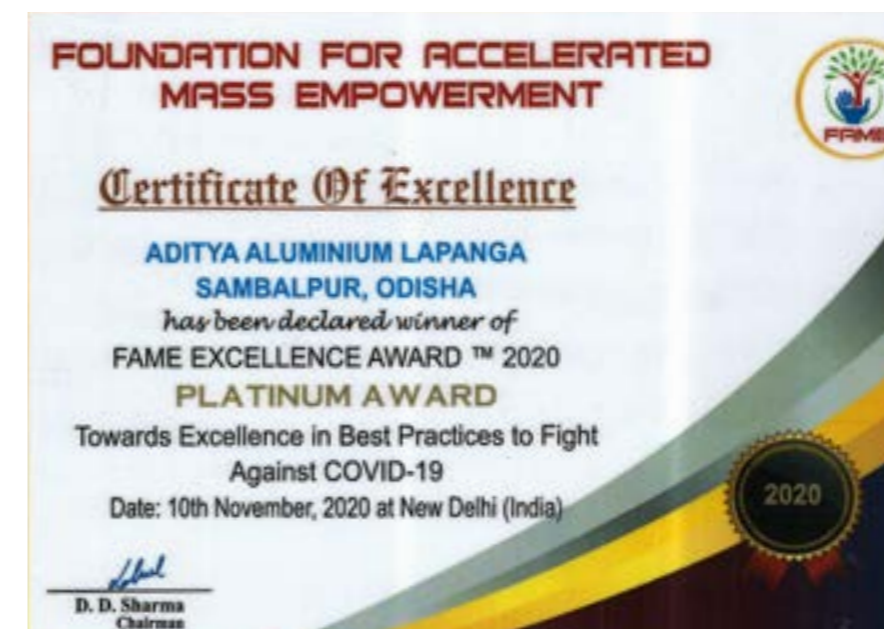 FOUNDATION FOR ACCELERATED
MASS EMPOWERMENT
FAME
Certificate Of Excellence
ADITYA ALUMINIUM LAPANGA
SAMBALPUR, ODISHA
has been declared winner of
FAME EXCELLENCE AWARD ™ 2020
PLATINUM AWARD
Towards Excellence in Best Practices to Fight
Against COVID-19
Date: 10th November, 2020 at New Delhi (India)
2020
D. D. Sharma
Chairman